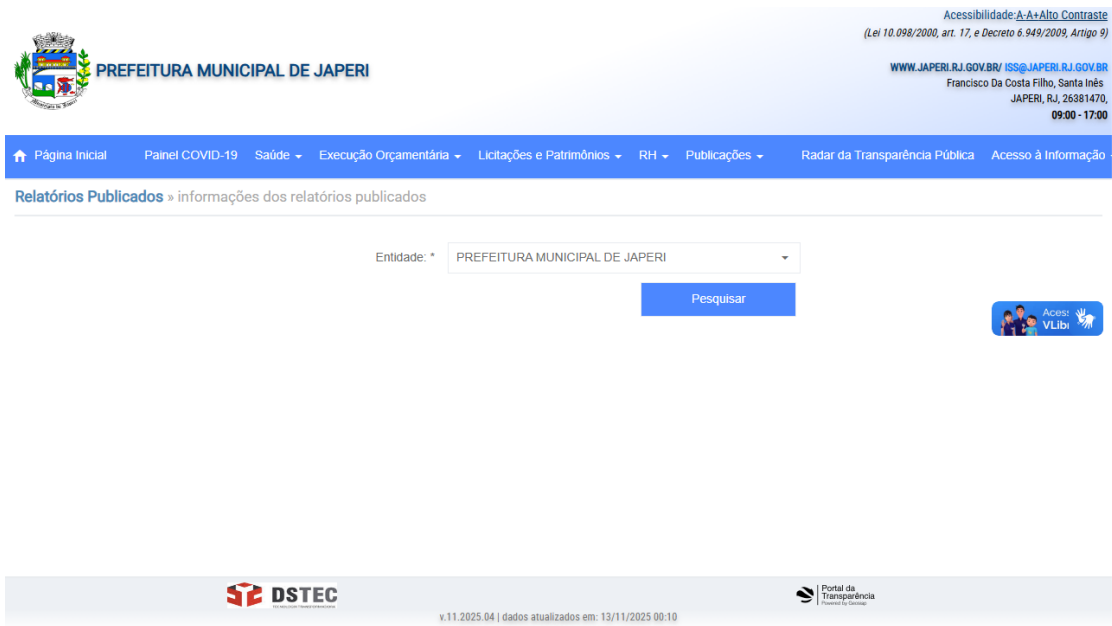 Acessibilidade:A-A+Alto Contraste
(Lei 10.098/2000, art. 17, e Decreto 6.949/2009, Artigo 9)
PREFEITURA MUNICIPAL DE JAPERI
WWW.JAPERI.RJ.GOV.BR/ ISS@JAPERI.RJ.GOV.BR
Francisco Da Costa Filho, Santa Inês
JAPERI, RJ, 26381470,
09:00 - 17:00
Página Inicial Painel COVID-19 Saúde Execução Orçamentária Licitações e Patrimônios RH Publicações Radar da Transparência Pública Acesso à Informação
Relatórios Publicados » informações dos relatórios publicados
Entidade: * PREFEITURA MUNICIPAL DE JAPERI
Pesquisar
Aces
VLib
DSTEC
Portal da
Transparência
v.11.2025.04 | dados atualizados em: 13/11/2025 00:10